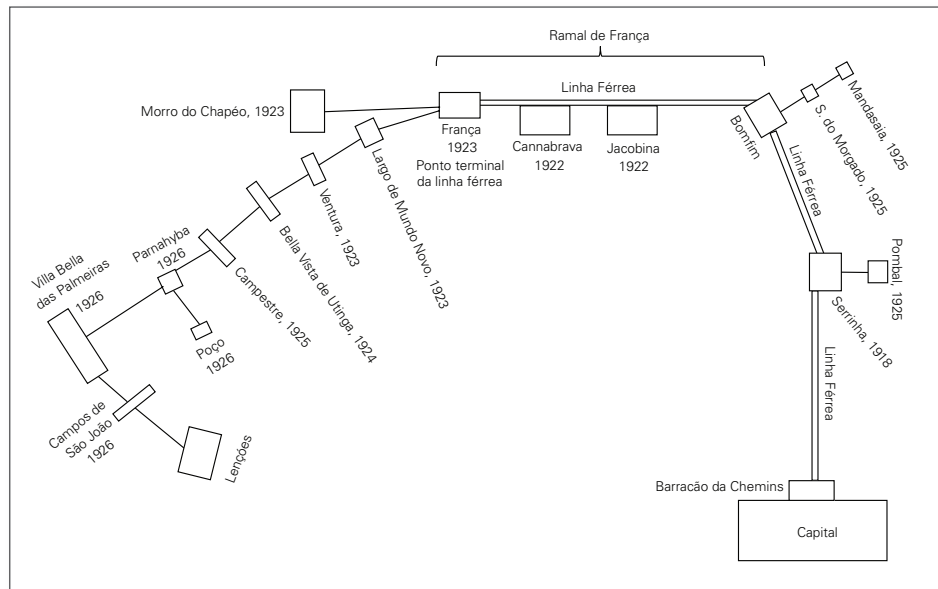 Ramal de França
Linha Férrea
Morro do Chapéo, 1923
França
1923
Ponto terminal
da linha férrea
Cannabrava
1922
Jacobina
1922
Bomfim
S. do Morgado, 1925
Mandasaia, 1925
Linha Férrea
Largo de Mundo Novo, 1923
Ventura, 1923
Bella Vista de Utinga, 1924
Campestre, 1925
Parnahyba
1926
Poço
1926
Villa Bella
das Palmeiras
1926
Campos de
São João
1926
Lençóes
Pombal, 1925
Serrinha, 1918
Linha Férrea
Barracão da Chemins
Capital